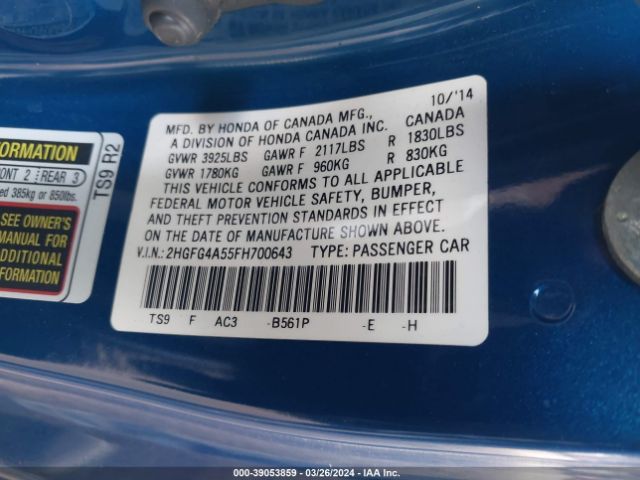 10/'14
MFD. BY HONDA OF CANADA MFG., CANADA
A DIVISION OF HONDA CANADA INC.
GVWR 3925LBS GAWR F 2117LBS R 1830LBS
GVWR 1780KG GAWR F 960KG R 830KG
THIS VEHICLE CONFORMS TO ALL APPLICABLE
FEDERAL MOTOR VEHICLE SAFETY, BUMPER,
AND THEFT PREVENTION STANDARDS IN EFFECT
ON THE DATE OF MANUFACTURE SHOWN ABOVE.
V.I.N.: 2HGFG4A55FH700643 TYPE: PASSENGER CAR
TS9 F AC3 -B561P -E -H
FORMATION
2 REAR 3
385kg or 850lbs.
SEE OWNER'S
MANUAL FOR
ADDITIONAL
INFORMATION
TS9 R2
000-39053859 - 03/26/2024 - IAA Inc.